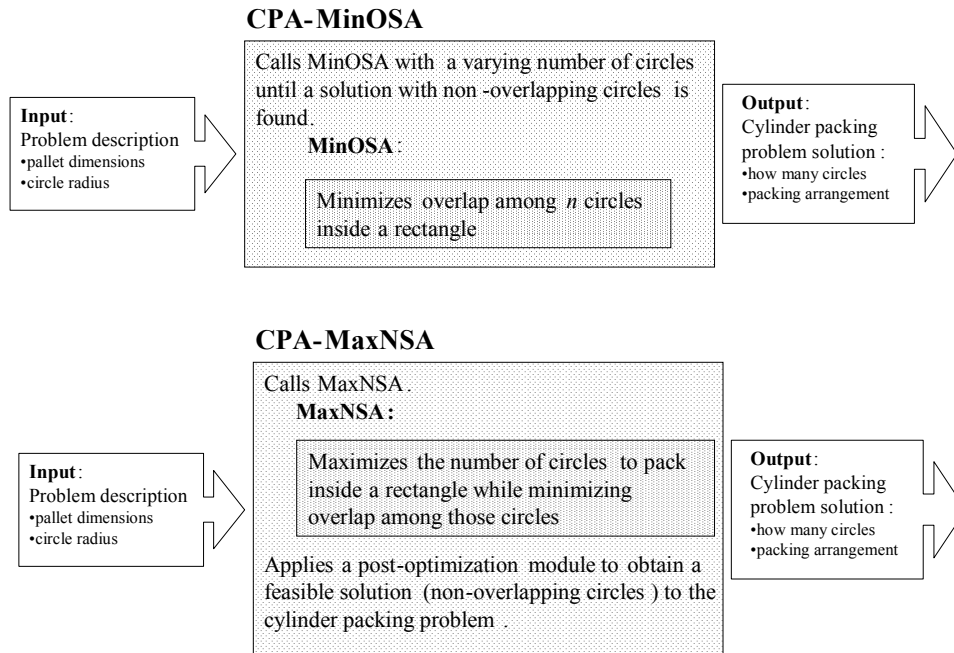 CPA-MinOSA
Calls MinOSA with a varying number of circles
until a solution with non -overlapping circles is
found.
MinOSA :
Minimizes overlap among n circles
inside a rectangle
Input :
Problem description
•pallet dimensions
•circle radius
Output :
Cylinder packing
problem solution :
•how many circles
•packing arrangement
CPA-MaxNSA
Calls MaxNSA .
MaxNSA :
Maximizes the number of circles to pack
inside a rectangle while minimizing
overlap among those circles
Applies a post-optimization module to obtain a
feasible solution (non-overlapping circles ) to the
cylinder packing problem .
Input :
Problem description
•pallet dimensions
•circle radius
Output :
Cylinder packing
problem solution :
•how many circles
•packing arrangement